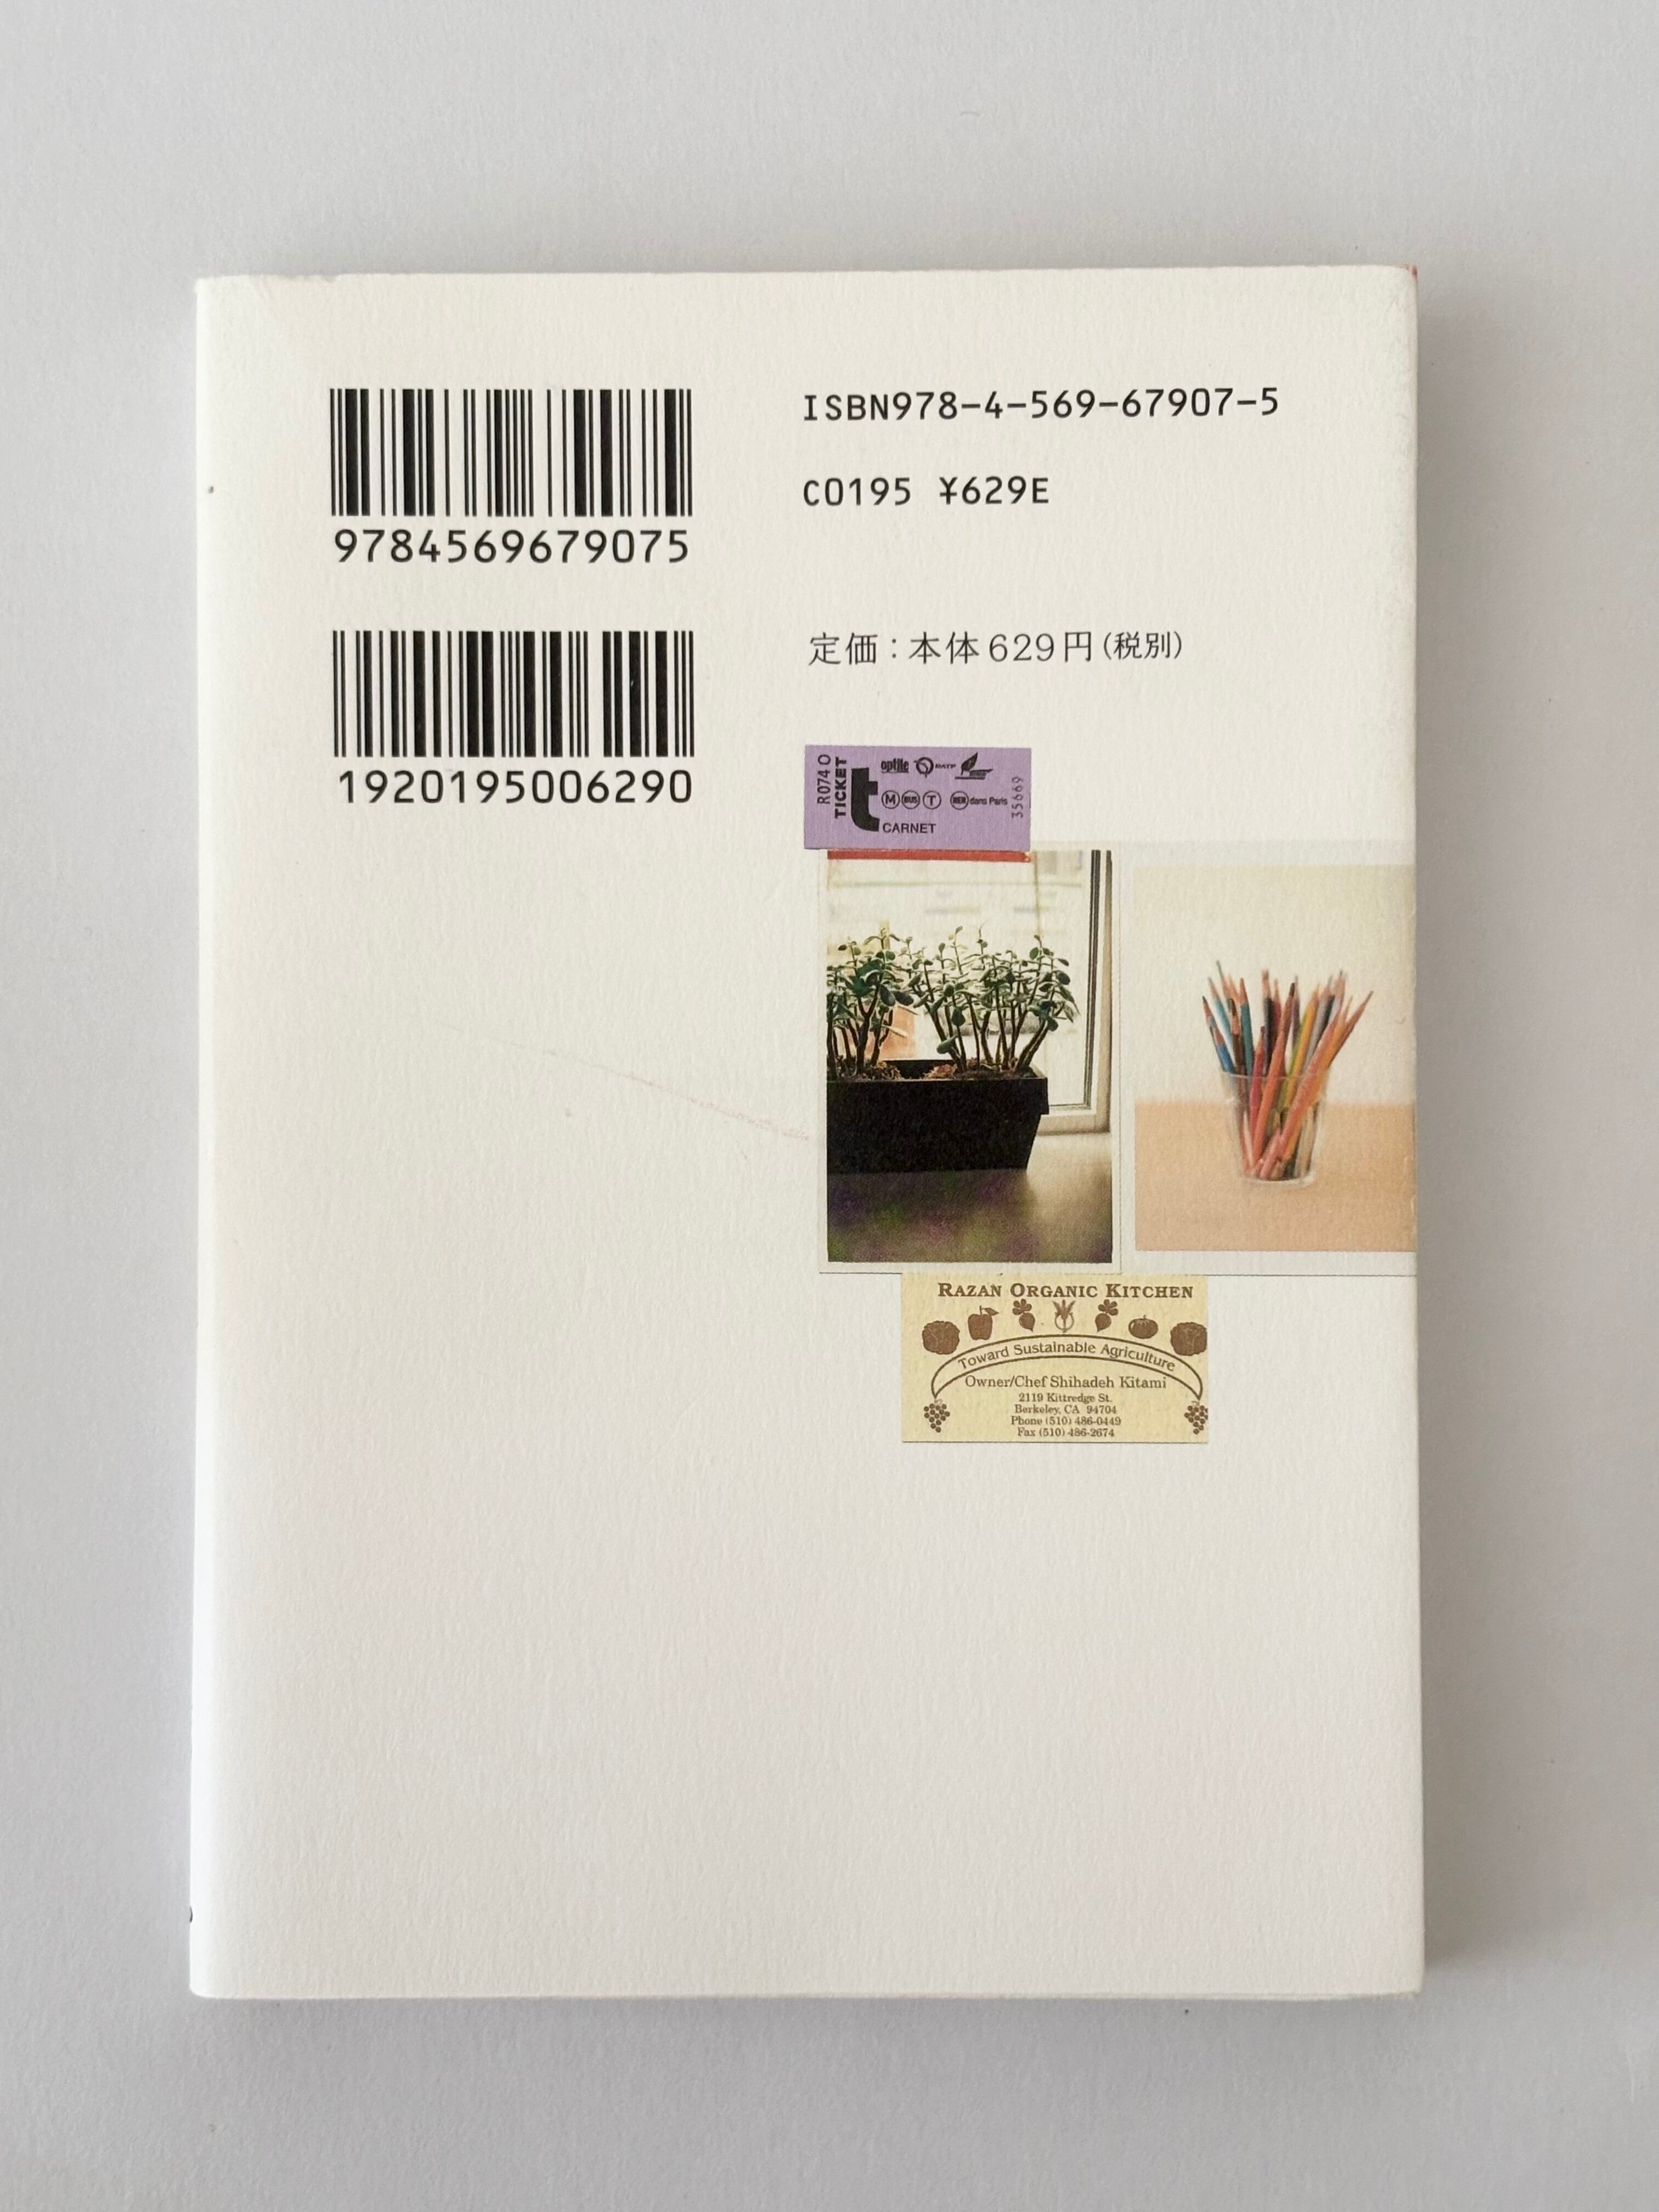 9784569679075
1920195006290
ISBN978-4-569-67907-5
C0195 ¥629E
定価：本体629円(税別)
R0740
TICKET
t
optile RATP
M BUS T RER dans Paris
CARNET
35669
RAZAN ORGANIC KITCHEN
Toward Sustainable Agriculture
Owner/Chef Shihadeh Kitami
2119 Kittredge St.
Berkeley, CA 94704
Phone (510) 486-0449
Fax (510) 486-2674